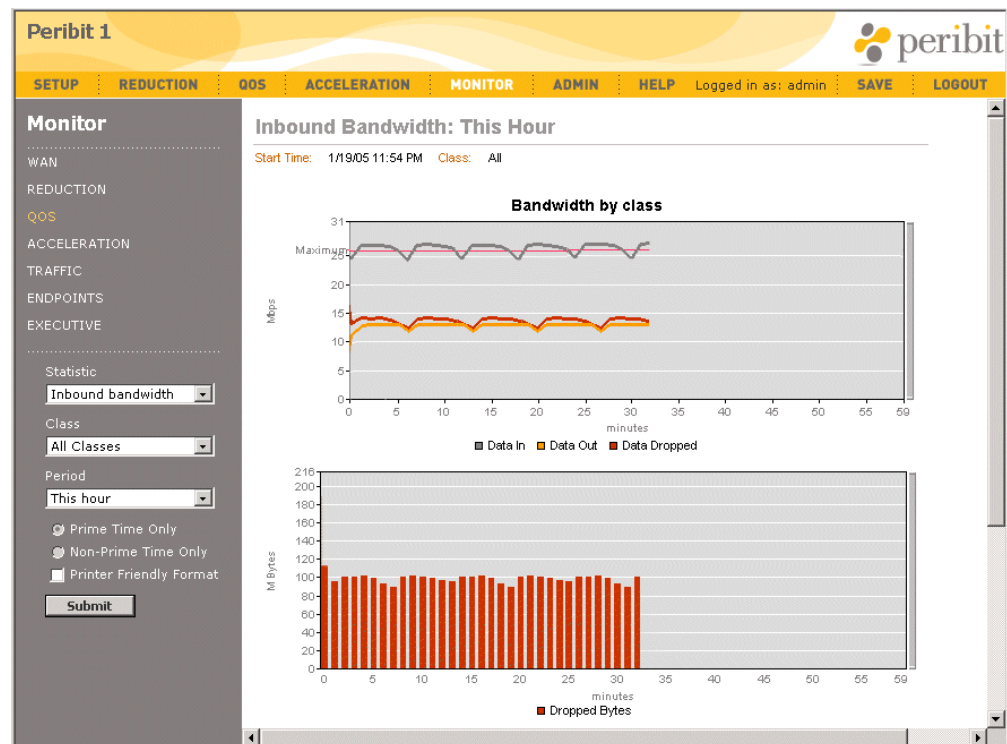 Peribit 1
peribit
SETUP REDUCTION QOS ACCELERATION MONITOR ADMIN HELP Logged in as: admin SAVE LOGOUT
Monitor
WAN
REDUCTION
QOS
ACCELERATION
TRAFFIC
ENDPOINTS
EXECUTIVE
Statistic
Inbound bandwidth
Class
All Classes
Period
This hour
Prime Time Only
Non-Prime Time Only
Printer Friendly Format
Submit
Inbound Bandwidth: This Hour
Start Time: 1/19/05 11:54 PM Class: All
Bandwidth by class
31
Maximum
25
20
15
10
5
0
Mbps
0 5 10 15 20 25 30 35 40 45 50 55 59
minutes
Data In Data Out Data Dropped
216
200
180
160
140
120
100
80
60
40
20
0
M Bytes
0 5 10 15 20 25 30 35 40 45 50 55 59
minutes
Dropped Bytes